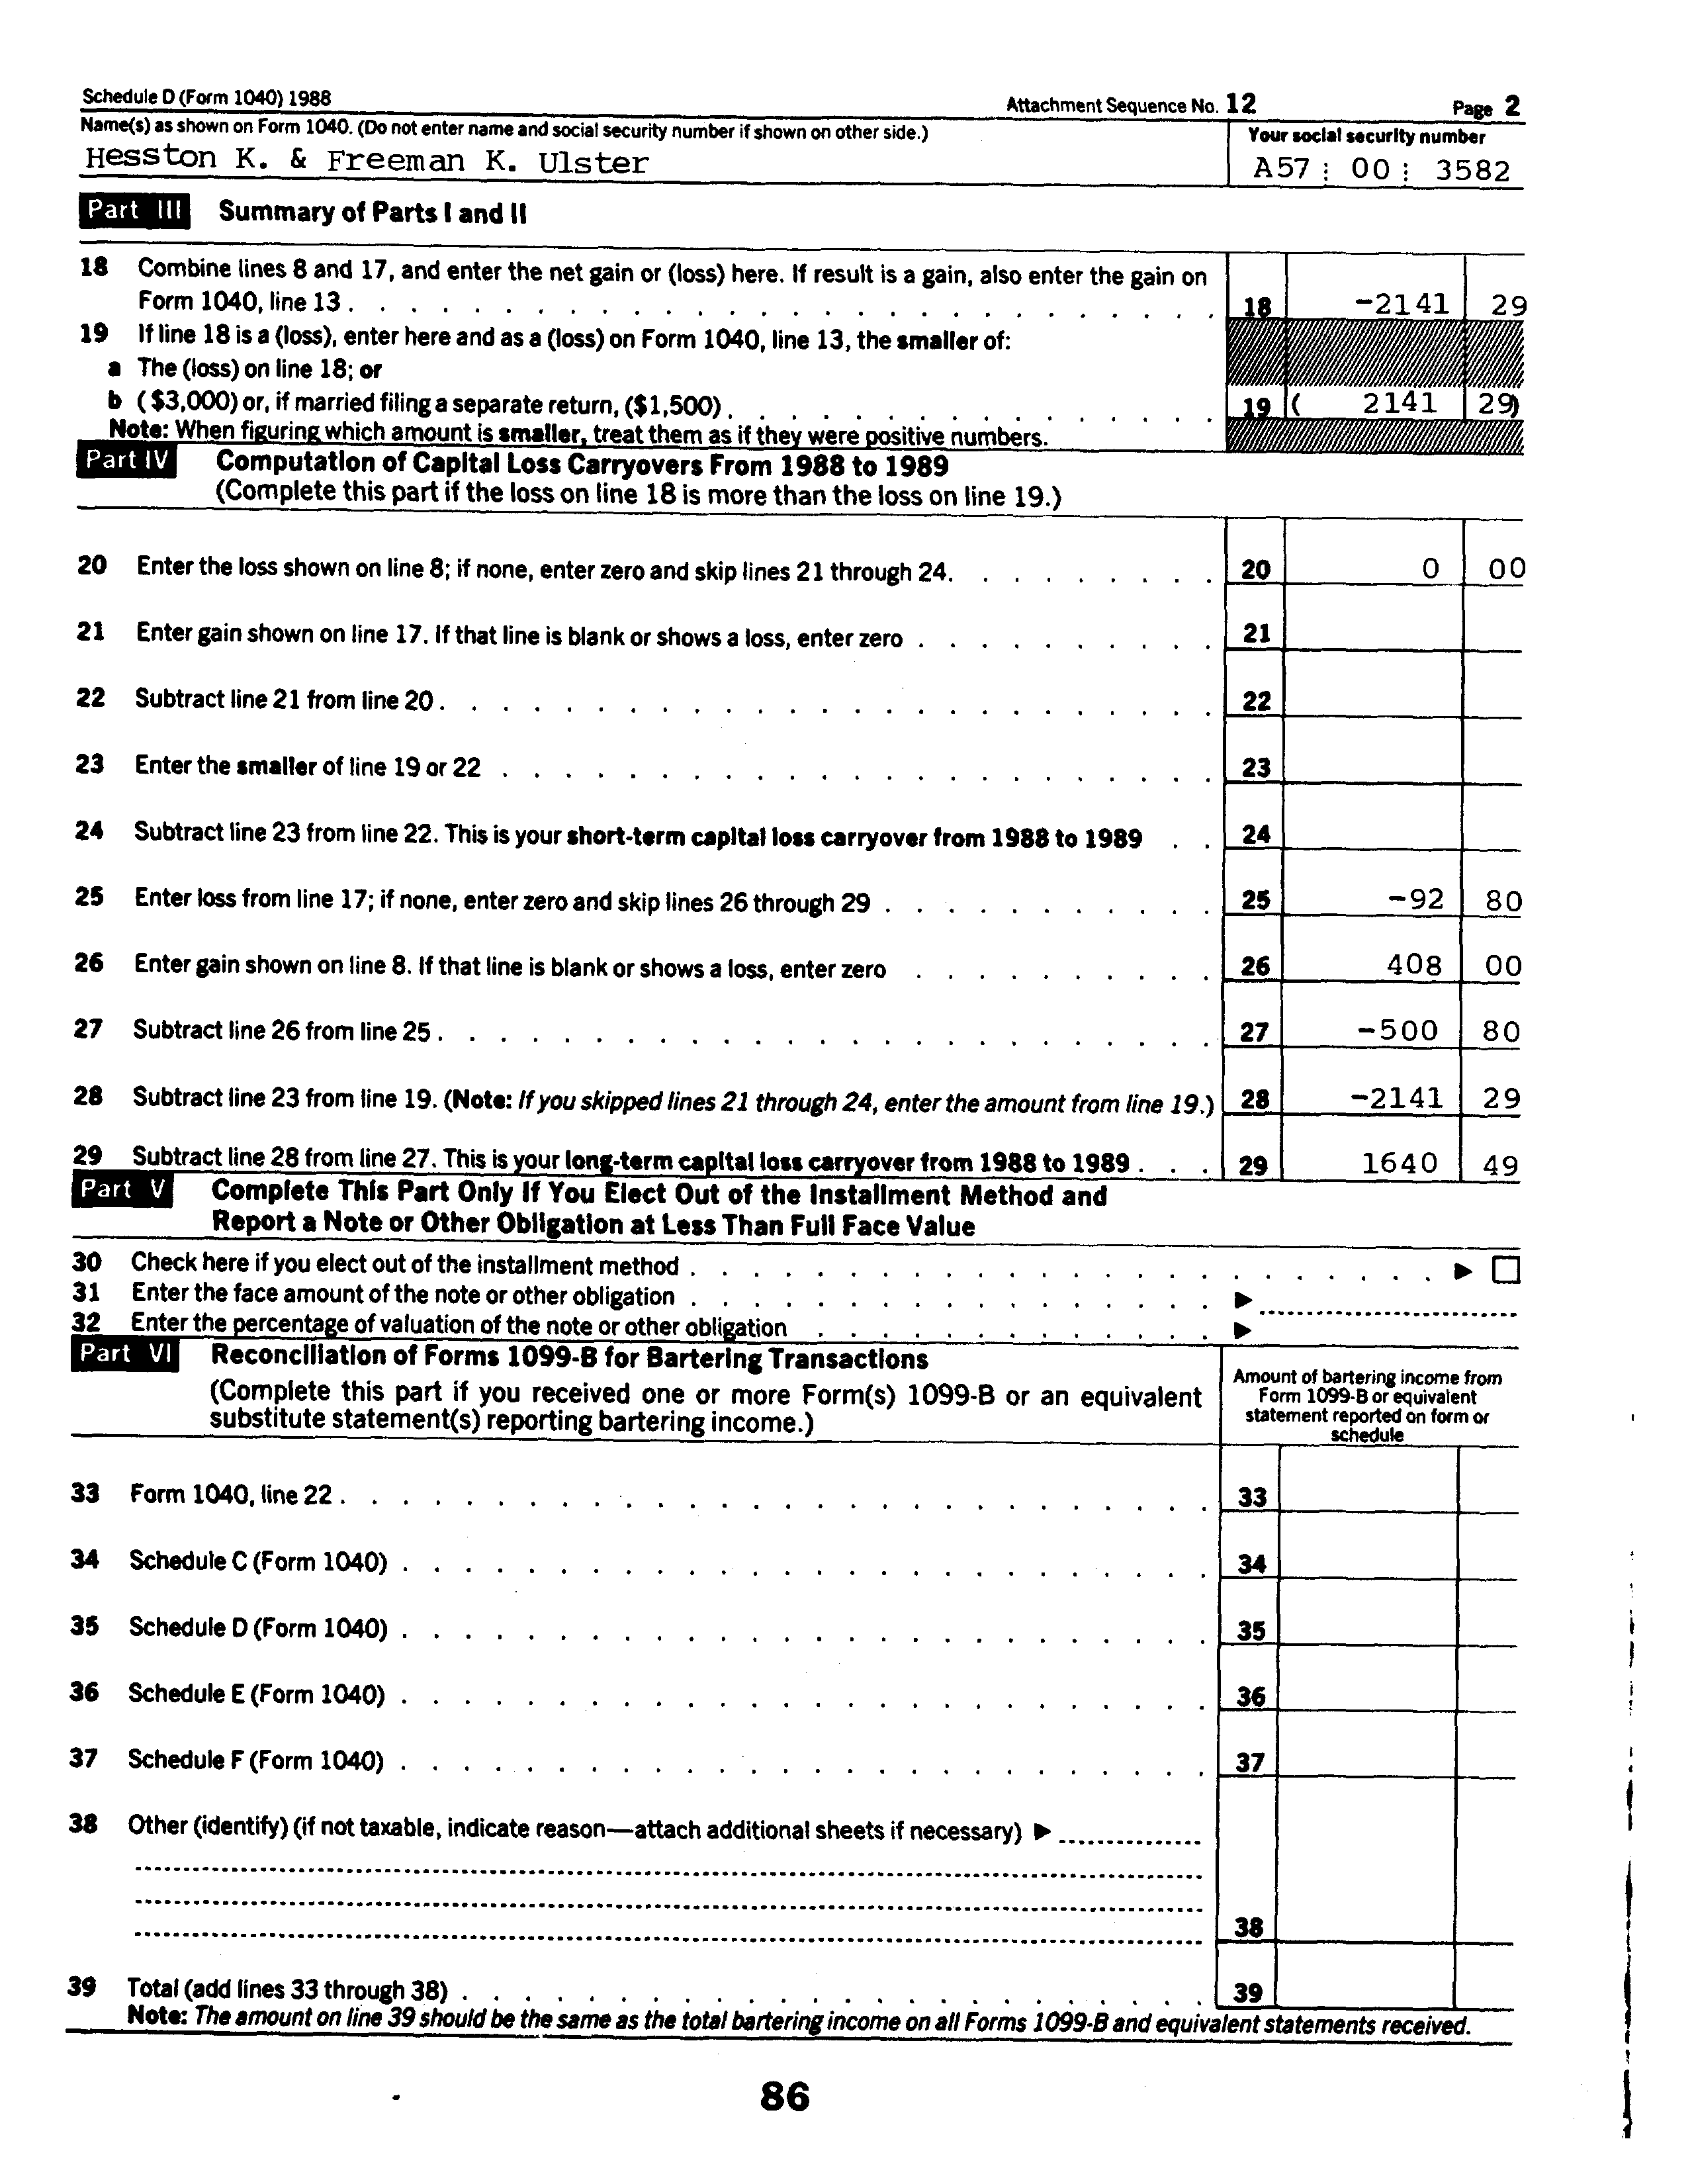 Schedule D (Form 1040) 1988 Attachment Sequence No. 12 Page 2
Name(s) as shown on Form 1040. (Do not enter name and social security number if shown on other side.) Your social security number
Hesston K. & Freeman K. Ulster A57 00 3582
Part III Summary of Parts I and II
18 Combine lines 8 and 17, and enter the net gain or (loss) here. If result is a gain, also enter the gain on
Form 1040, line 13 . 18 -2141 29
19 If line 18 is a (loss), enter here and as a (loss) on Form 1040, line 13, the smaller of:
a The (loss) on line 18; or
b ($3,000) or, if married filing a separate return, ($1,500) . 19 ( 2141 29)
Note: When figuring which amount is smaller, treat them as if they were positive numbers.
Part IV Computation of Capital Loss Carryovers From 1988 to 1989
(Complete this part if the loss on line 18 is more than the loss on line 19.)
20 Enter the loss shown on line 8; if none, enter zero and skip lines 21 through 24. 20 0 00
21 Enter gain shown on line 17. If that line is blank or shows a loss, enter zero . 21
22 Subtract line 21 from line 20 . 22
23 Enter the smaller of line 19 or 22 . 23
24 Subtract line 23 from line 22. This is your short-term capital loss carryover from 1988 to 1989 . 24
25 Enter loss from line 17; if none, enter zero and skip lines 26 through 29 . 25 -92 80
26 Enter gain shown on line 8. If that line is blank or shows a loss, enter zero . 26 408 00
27 Subtract line 26 from line 25 . 27 -500 80
28 Subtract line 23 from line 19. (Note: If you skipped lines 21 through 24, enter the amount from line 19.) 28 -2141 29
29 Subtract line 28 from line 27. This is your long-term capital loss carryover from 1988 to 1989 . 29 1640 49
Part V Complete This Part Only If You Elect Out of the Installment Method and
Report a Note or Other Obligation at Less Than Full Face Value
30 Check here if you elect out of the installment method . ▶ ☐
31 Enter the face amount of the note or other obligation . ▶
32 Enter the percentage of valuation of the note or other obligation . ▶
Part VI Reconciliation of Forms 1099-B for Bartering Transactions
(Complete this part if you received one or more Form(s) 1099-B or an equivalent
substitute statement(s) reporting bartering income.)
Amount of bartering income from
Form 1099-B or equivalent
statement reported on form or
schedule
33 Form 1040, line 22 . 33
34 Schedule C (Form 1040) . 34
35 Schedule D (Form 1040) . 35
36 Schedule E (Form 1040) . 36
37 Schedule F (Form 1040) . 37
38 Other (identify) (if not taxable, indicate reason—attach additional sheets if necessary) ▶
38
39 Total (add lines 33 through 38) . 39
Note: The amount on line 39 should be the same as the total bartering income on all Forms 1099-B and equivalent statements received.
86